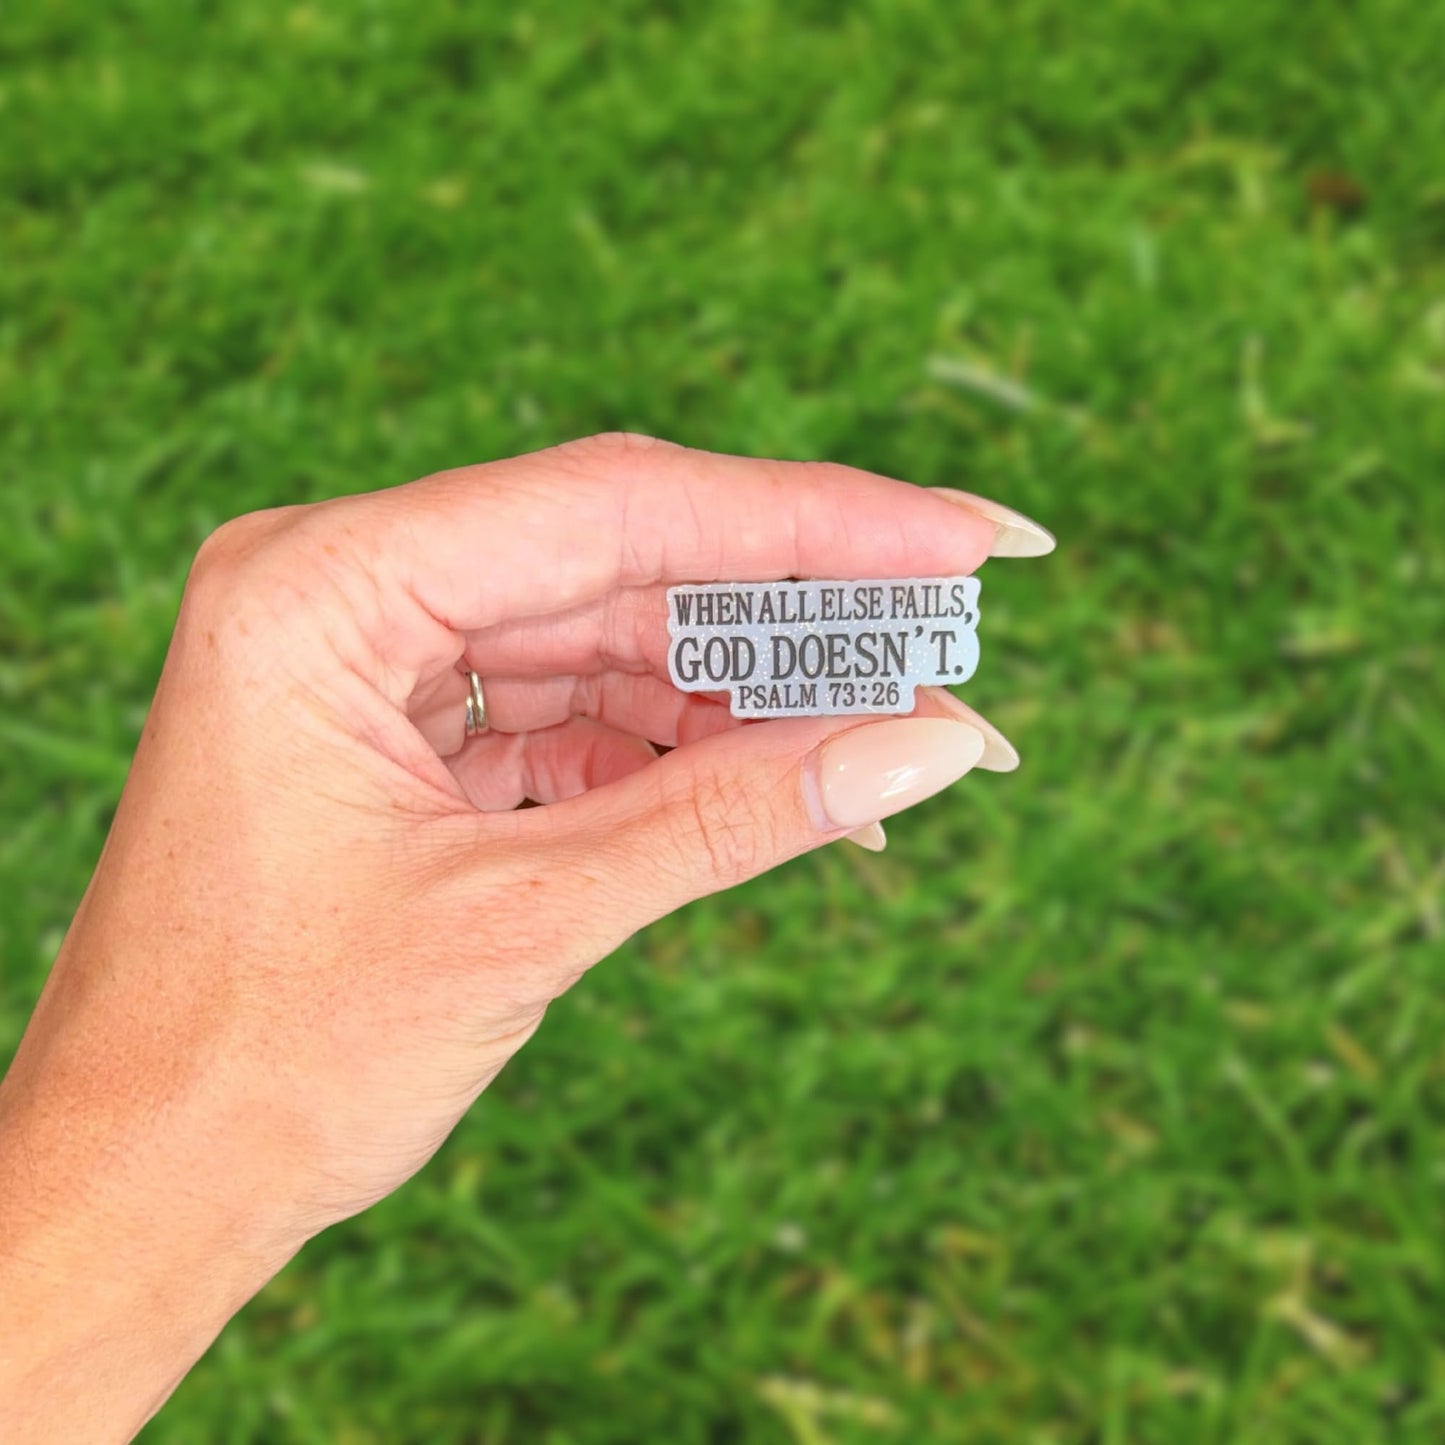 WHEN ALL ELSE FAILS,
GOD DOESN'T.
PSALM 73:26